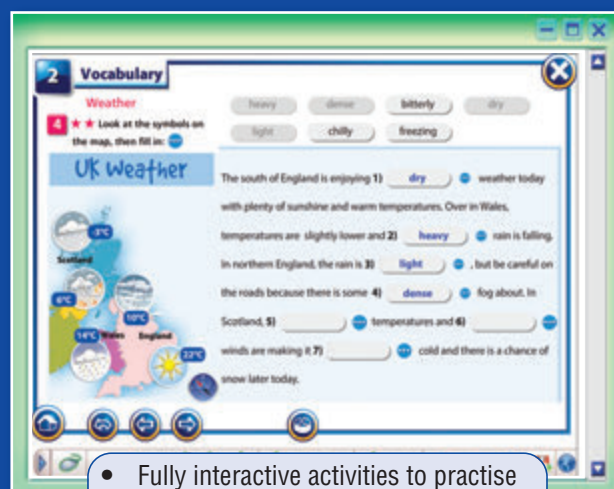 2 Vocabulary
Weather
heavy dense bitterly dry
4 ★ ★ Look at the symbols on
the map, then fill in:
light chilly freezing
UK Weather
The south of England is enjoying 1) dry weather today
with plenty of sunshine and warm temperatures. Over in Wales,
temperatures are slightly lower and 2) heavy rain is falling.
In northern England, the rain is 3) light , but be careful on
the roads because there is some 4) dense fog about. In
Scotland, 5) temperatures and 6)
winds are making it 7) cold and there is a chance of
snow later today.
-3°C
Scotland
6°C
10°C
14°C Wales England
22°C
• Fully interactive activities to practise